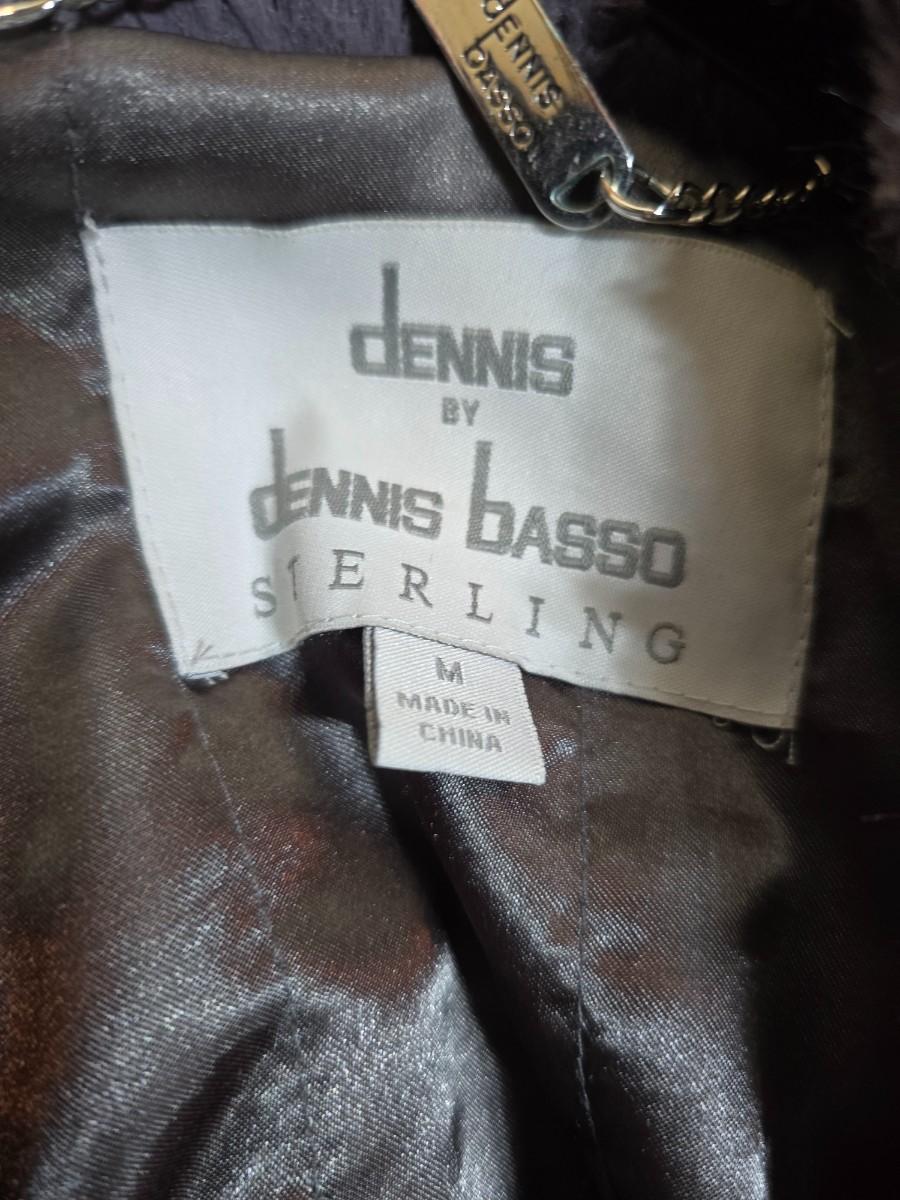 dENNIS
bASSO
dENNIS
BY
dENNIS bASSO
STERLING
M
MADE IN
CHINA